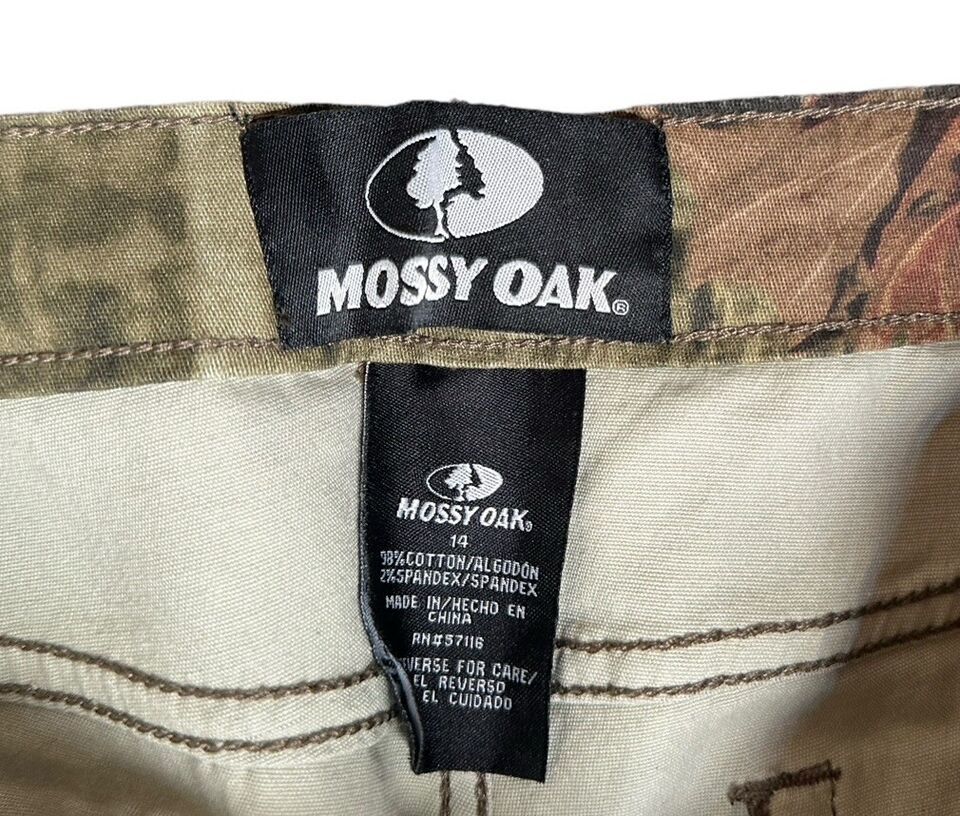 MOSSY OAK®
MOSSY OAK®
14
98% COTTON/ALGODÓN
2% SPANDEX/SPANDEX
MADE IN/HECHO EN
CHINA
RN#57116
FOR CARE/
EL REVERSO
EL CUIDADO